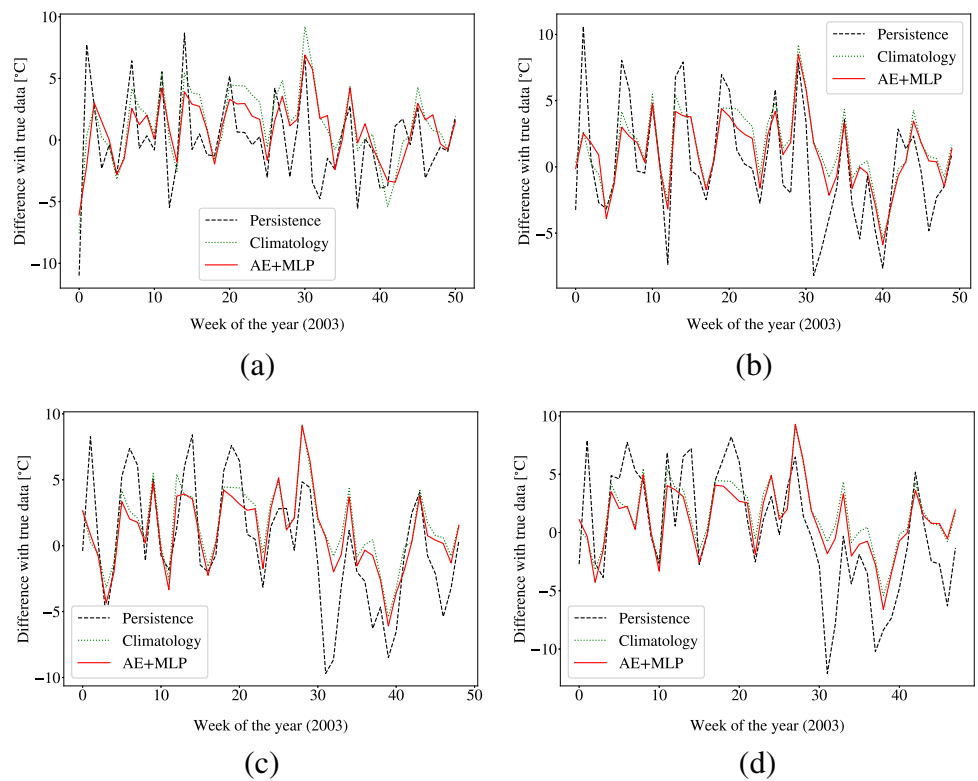 10
5
0
−5
−10
Difference with true data [°C]
Persistence
Climatology
AE+MLP
0
10
20
30
40
50
Week of the year (2003)
(a)
10
5
0
−5
Difference with true data [°C]
Persistence
Climatology
AE+MLP
0
10
20
30
40
50
Week of the year (2003)
(b)
10
5
0
−5
−10
Difference with true data [°C]
Persistence
Climatology
AE+MLP
0
10
20
30
40
50
Week of the year (2003)
(c)
10
5
0
−5
−10
Difference with true data [°C]
Persistence
Climatology
AE+MLP
0
10
20
30
40
Week of the year (2003)
(d)